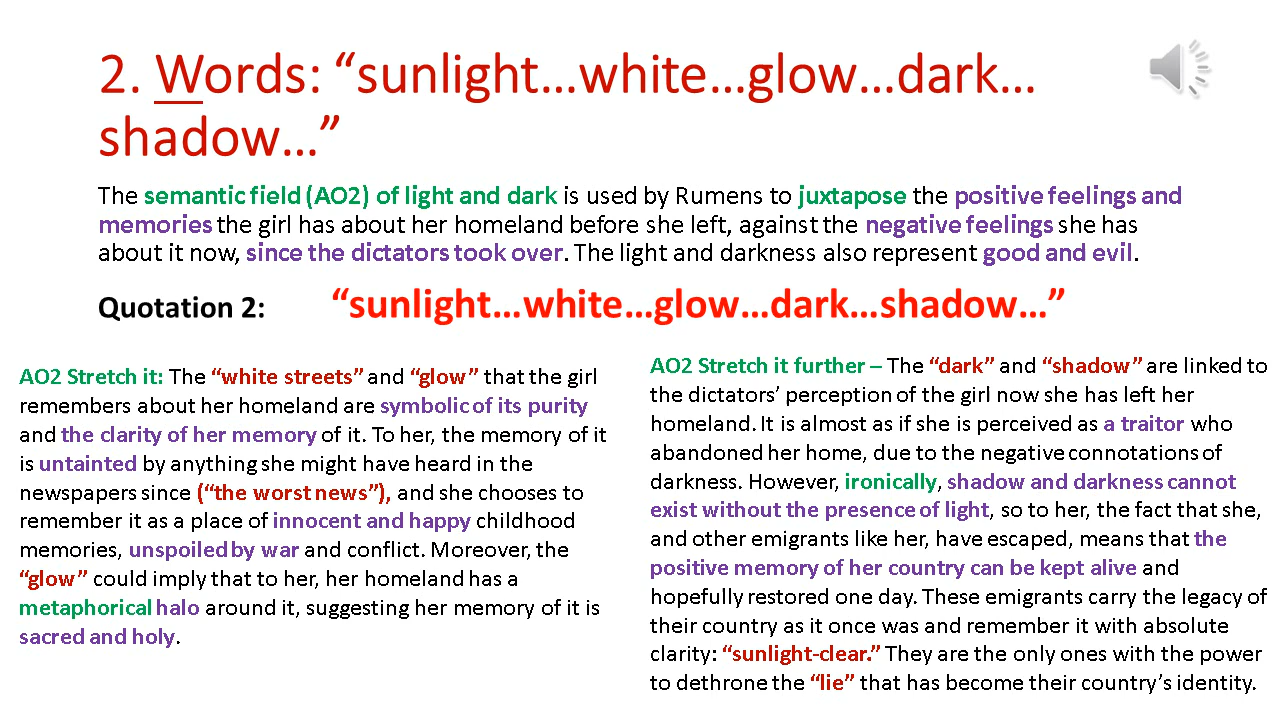 2. Words: “sunlight…white…glow…dark…
shadow…”
The semantic field (AO2) of light and dark is used by Rumens to juxtapose the positive feelings and
memories the girl has about her homeland before she left, against the negative feelings she has
about it now, since the dictators took over. The light and darkness also represent good and evil.
Quotation 2: “sunlight…white…glow…dark…shadow…”
AO2 Stretch it: The “white streets” and “glow” that the girl
remembers about her homeland are symbolic of its purity
and the clarity of her memory of it. To her, the memory of it
is untainted by anything she might have heard in the
newspapers since (“the worst news”), and she chooses to
remember it as a place of innocent and happy childhood
memories, unspoiled by war and conflict. Moreover, the
“glow” could imply that to her, her homeland has a
metaphorical halo around it, suggesting her memory of it is
sacred and holy.
AO2 Stretch it further – The “dark” and “shadow” are linked to
the dictators’ perception of the girl now she has left her
homeland. It is almost as if she is perceived as a traitor who
abandoned her home, due to the negative connotations of
darkness. However, ironically, shadow and darkness cannot
exist without the presence of light, so to her, the fact that she,
and other emigrants like her, have escaped, means that the
positive memory of her country can be kept alive and
hopefully restored one day. These emigrants carry the legacy of
their country as it once was and remember it with absolute
clarity: “sunlight-clear.” They are the only ones with the power
to dethrone the “lie” that has become their country’s identity.